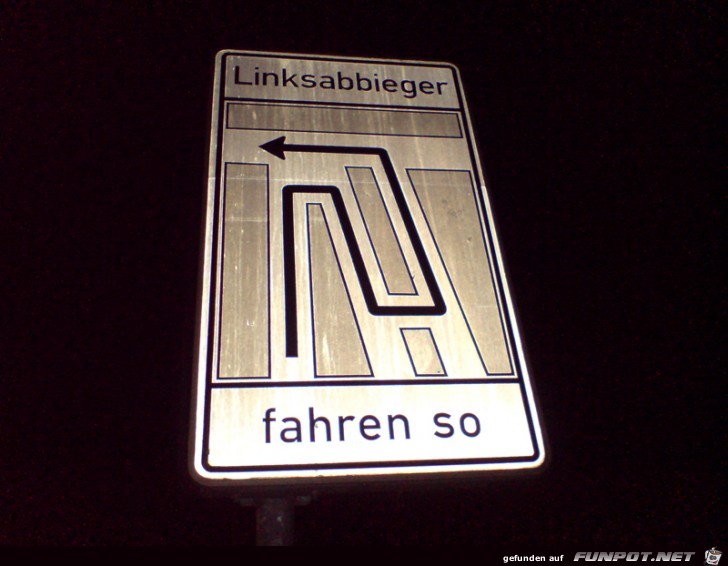 Linksabbieger
fahren so
gefunden auf FUNPOT.NET